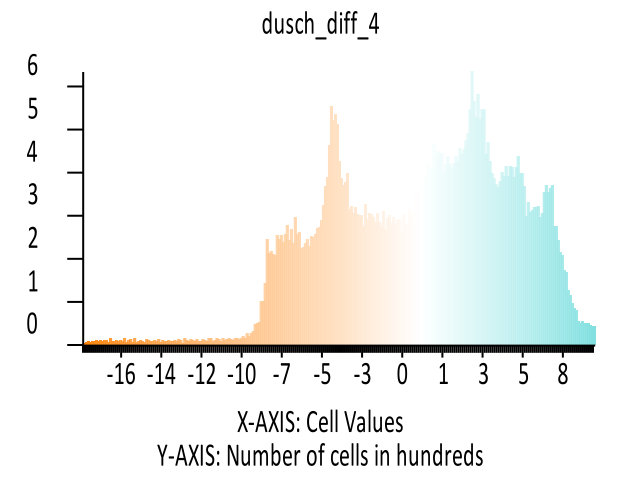 dusch_diff_4
6
5
4
3
2
1
0
-16 -14 -12 -10 -7 -5 -3 0 1 3 5 8
X-AXIS: Cell Values
Y-AXIS: Number of cells in hundreds